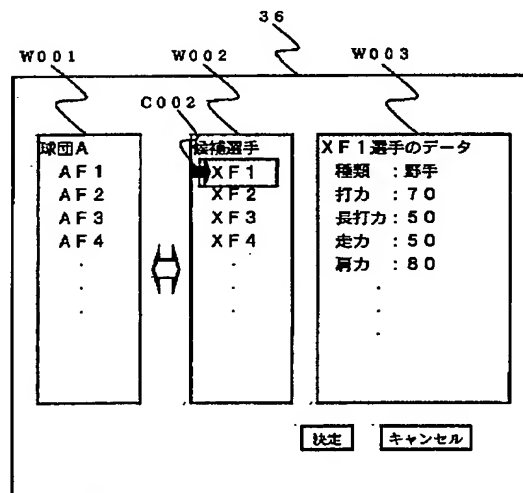 36
W001
W002
W003
C002
球団A
AF1
AF2
AF3
AF4
候補選手
XF1
XF2
XF3
XF4
XF1選手のデータ
種類 :野手
打力 :70
長打力:50
走力 :50
肩力 :80
決定
キャンセル